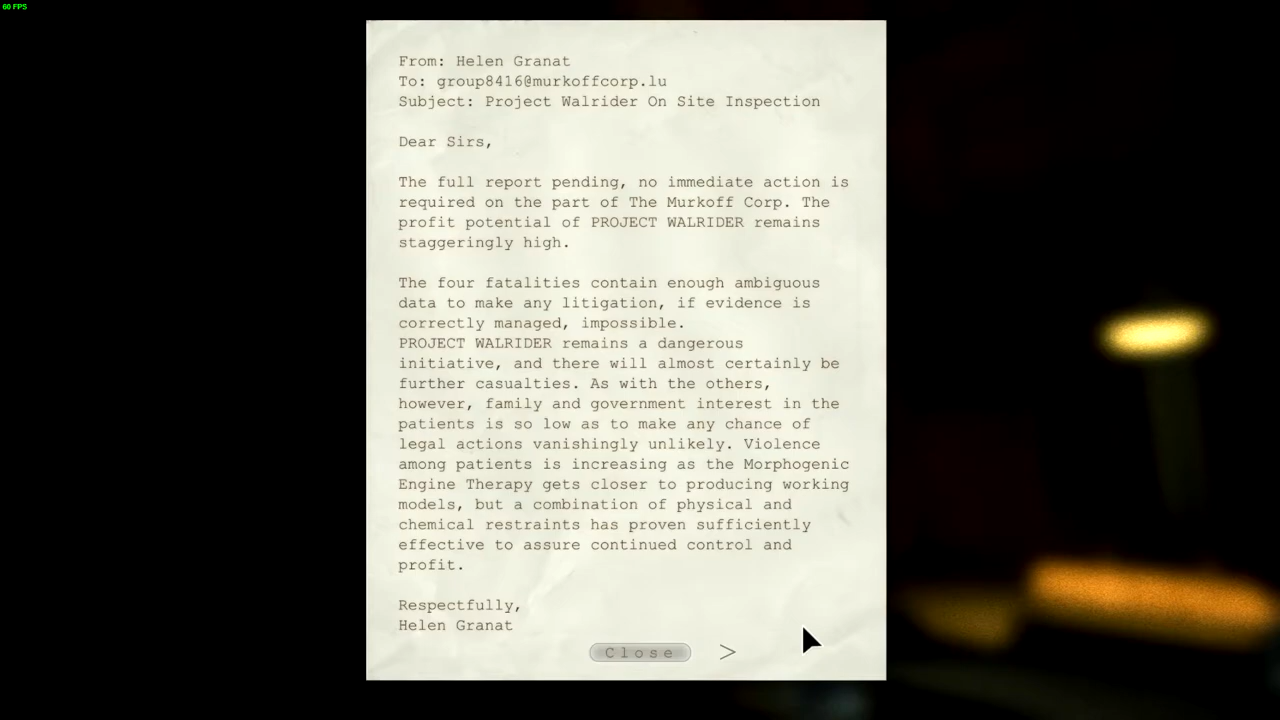 60 FPS
From: Helen Granat
To: group8416@murkoffcorp.lu
Subject: Project Walrider On Site Inspection
Dear Sirs,
The full report pending, no immediate action is
required on the part of The Murkoff Corp. The
profit potential of PROJECT WALRIDER remains
staggeringly high.
The four fatalities contain enough ambiguous
data to make any litigation, if evidence is
correctly managed, impossible.
PROJECT WALRIDER remains a dangerous
initiative, and there will almost certainly be
further casualties. As with the others,
however, family and government interest in the
patients is so low as to make any chance of
legal actions vanishingly unlikely. Violence
among patients is increasing as the Morphogenic
Engine Therapy gets closer to producing working
models, but a combination of physical and
chemical restraints has proven sufficiently
effective to assure continued control and
profit.
Respectfully,
Helen Granat
Close >